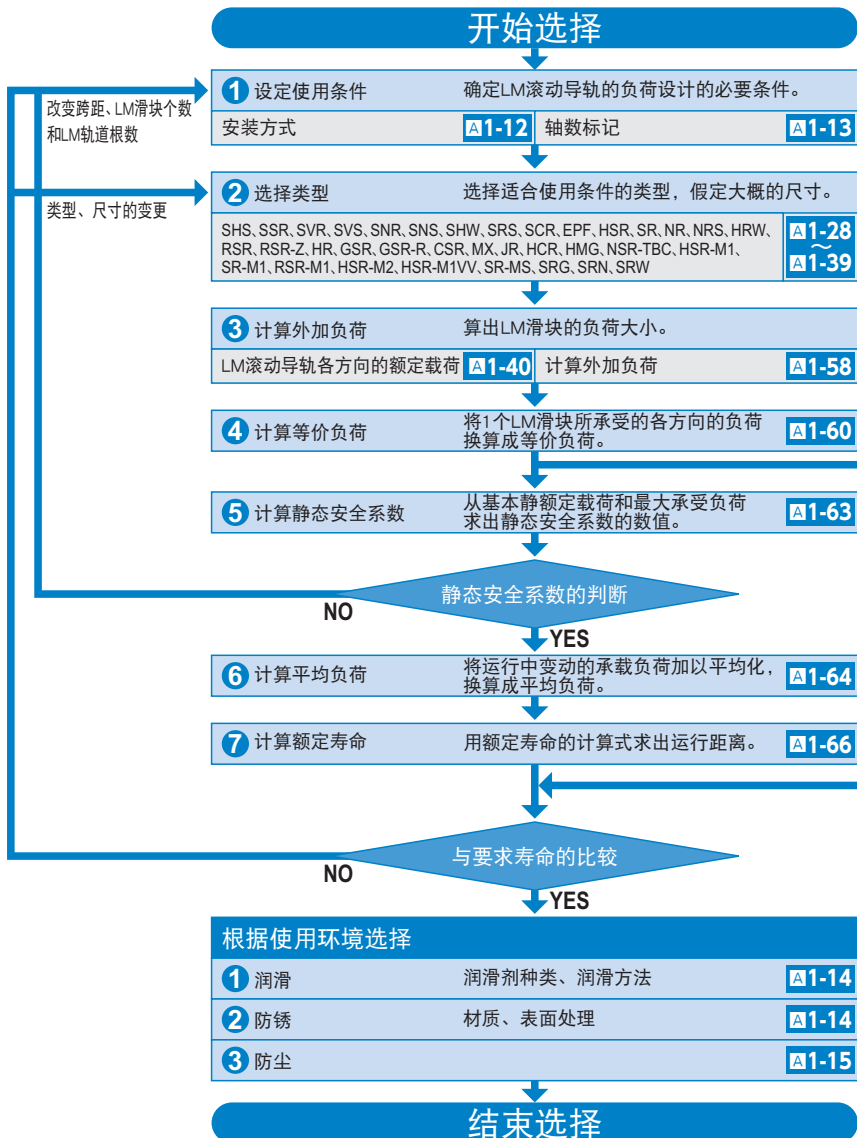 开始选择
改变跨距、LM滑块个数
和LM轨道根数
类型、尺寸的变更
1 设定使用条件 确定LM滚动导轨的负荷设计的必要条件。
安装方式 A1-12 轴数标记 A1-13
2 选择类型 选择适合使用条件的类型，假定大概的尺寸。
SHS、SSR、SVR、SVS、SNR、SNS、SHW、SRS、SCR、EPF、HSR、SR、NR、NRS、HRW、
RSR、RSR-Z、HR、GSR、GSR-R、CSR、MX、JR、HCR、HMG、NSR-TBC、HSR-M1、
SR-M1、RSR-M1、HSR-M2、HSR-M1VV、SR-MS、SRG、SRN、SRW
A1-28
～
A1-39
3 计算外加负荷 算出LM滑块的负荷大小。
LM滚动导轨各方向的额定载荷 A1-40 计算外加负荷 A1-58
4 计算等价负荷 将1个LM滑块所承受的各方向的负荷
换算成等价负荷。 A1-60
5 计算静态安全系数 从基本静额定载荷和最大承受负荷
求出静态安全系数的数值。 A1-63
静态安全系数的判断
NO
YES
6 计算平均负荷 将运行中变动的承载负荷加以平均化，
换算成平均负荷。 A1-64
7 计算额定寿命 用额定寿命的计算式求出运行距离。 A1-66
与要求寿命的比较
NO
YES
根据使用环境选择
1 润滑 润滑剂种类、润滑方法 A1-14
2 防锈 材质、表面处理 A1-14
3 防尘 A1-15
结束选择